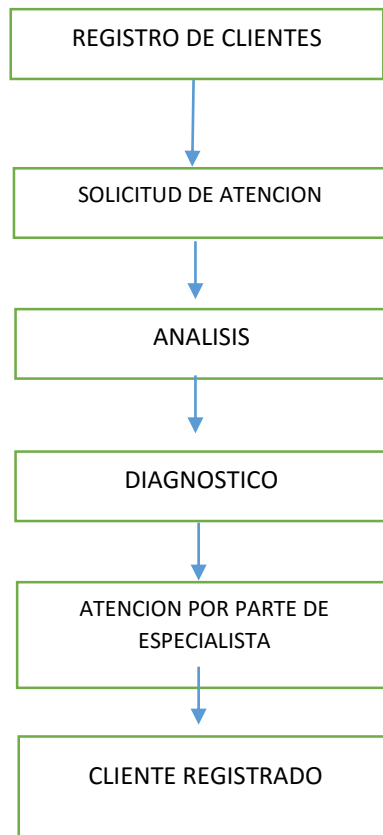 REGISTRO DE CLIENTES
SOLICITUD DE ATENCION
ANALISIS
DIAGNOSTICO
ATENCION POR PARTE DE
ESPECIALISTA
CLIENTE REGISTRADO